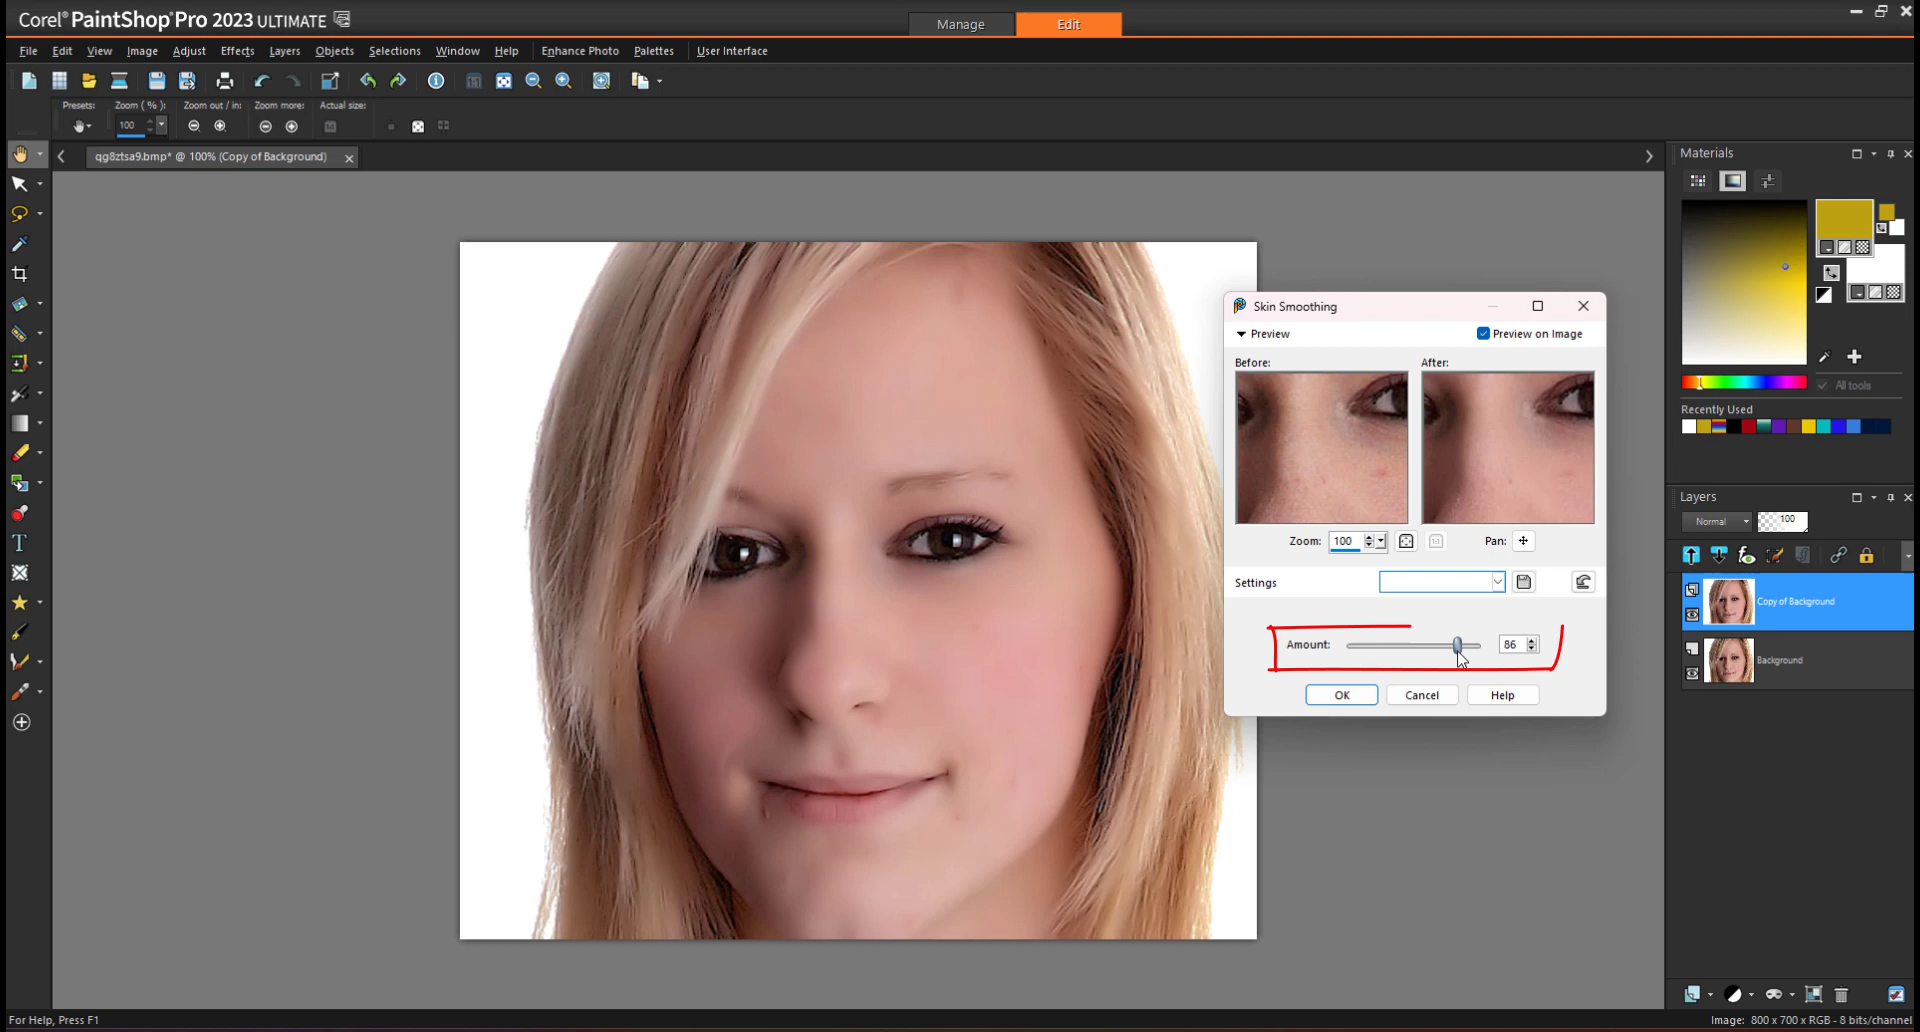 Corel® PaintShop® Pro 2023 ULTIMATE
Manage
Edit
File Edit View Image Adjust Effects Layers Objects Selections Window Help Enhance Photo Palettes User Interface
Presets: Zoom ( % ): Zoom out / in: Zoom more: Actual size:
100
qg8ztsa9.bmp* @ 100% (Copy of Background)
Materials
All tools
Recently Used
Layers
Normal 100
Copy of Background
Background
Skin Smoothing
Preview
Preview on Image
Before: After:
Zoom: 100 Pan:
Settings
Amount: 86
OK Cancel Help
For Help, Press F1
Image: 800 x 700 x RGB - 8 bits/channel